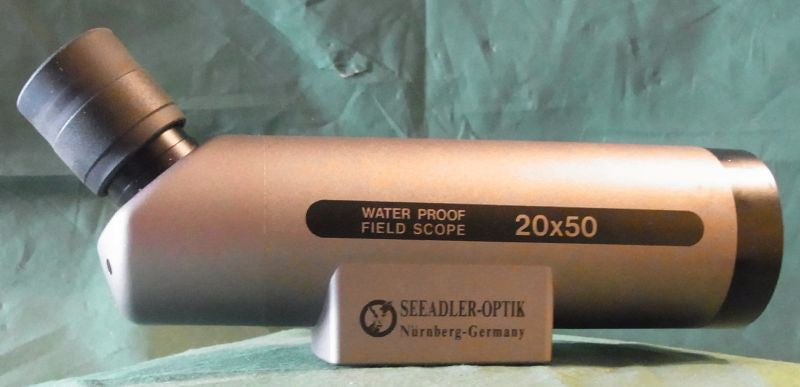 WATER PROOF
FIELD SCOPE
20x50
SEEADLER-OPTIK
Nürnberg-Germany